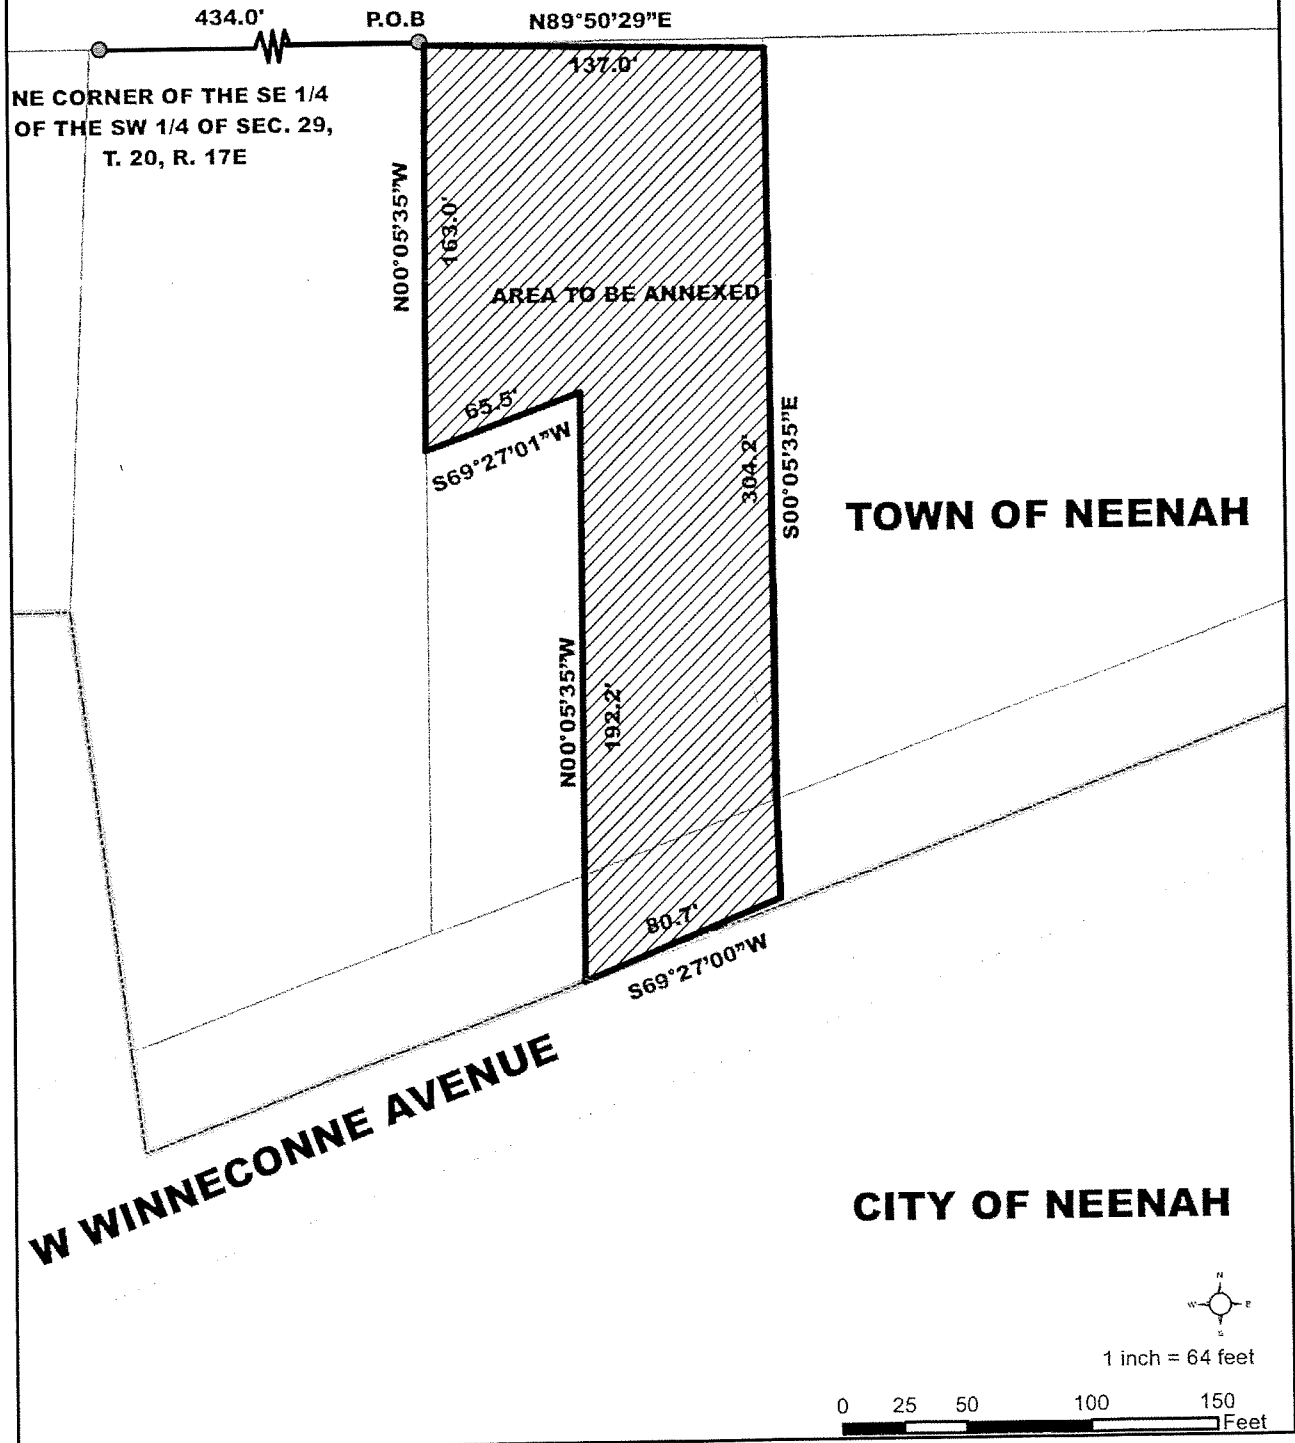 434.0'
P.O.B
N89°50'29"E
137.0'
NE CORNER OF THE SE 1/4
OF THE SW 1/4 OF SEC. 29,
T. 20, R. 17E
N00°05'35"W
163.0'
AREA TO BE ANNEXED
65.5'
S69°27'01"W
304.2'
S00°05'35"E
TOWN OF NEENAH
N00°05'35"W
192.2'
80.7'
S69°27'00"W
W WINNECONNE AVENUE
CITY OF NEENAH
N
W
E
S
1 inch = 64 feet
0 25 50 100 150
Feet